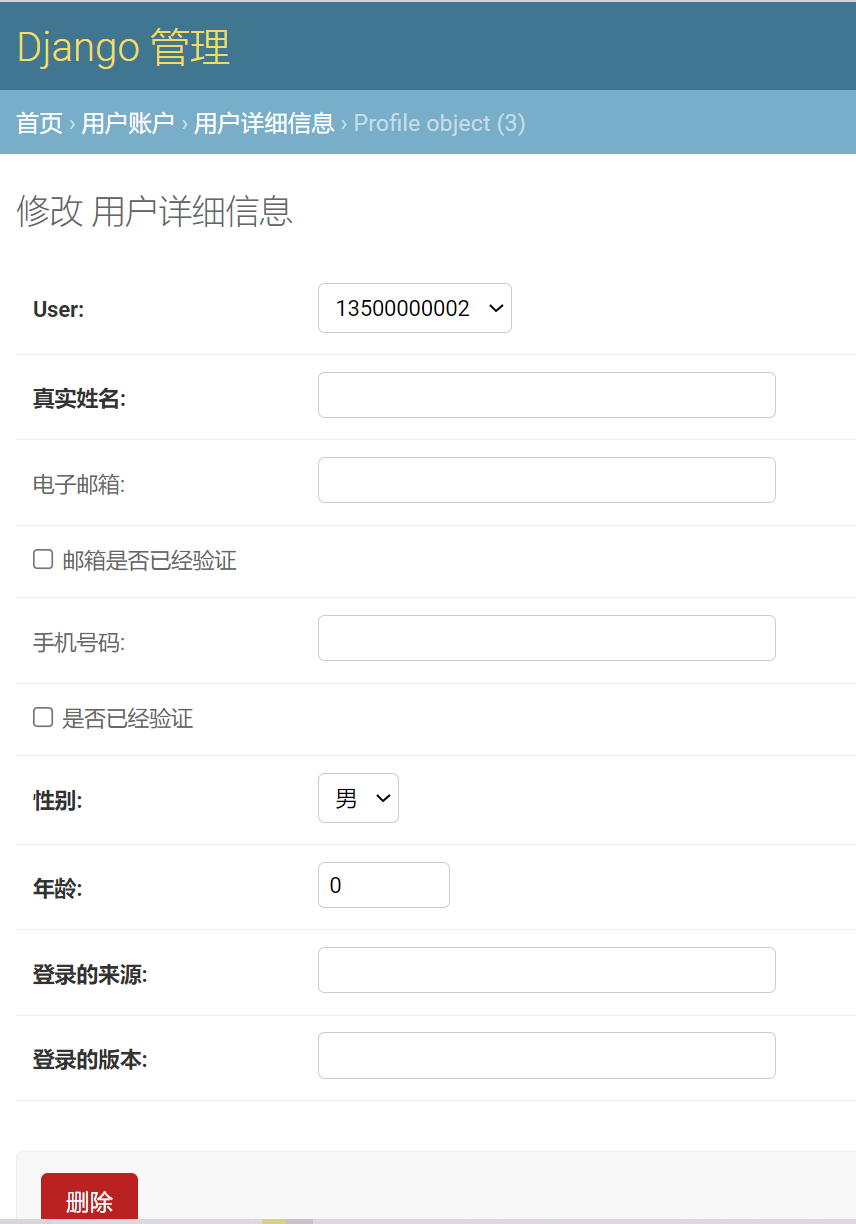 Django 管理
首页 › 用户账户 › 用户详细信息 › Profile object (3)
修改 用户详细信息
User: 13500000002
真实姓名:
电子邮箱:
邮箱是否已经验证
手机号码:
是否已经验证
性别: 男
年龄: 0
登录的来源:
登录的版本:
删除